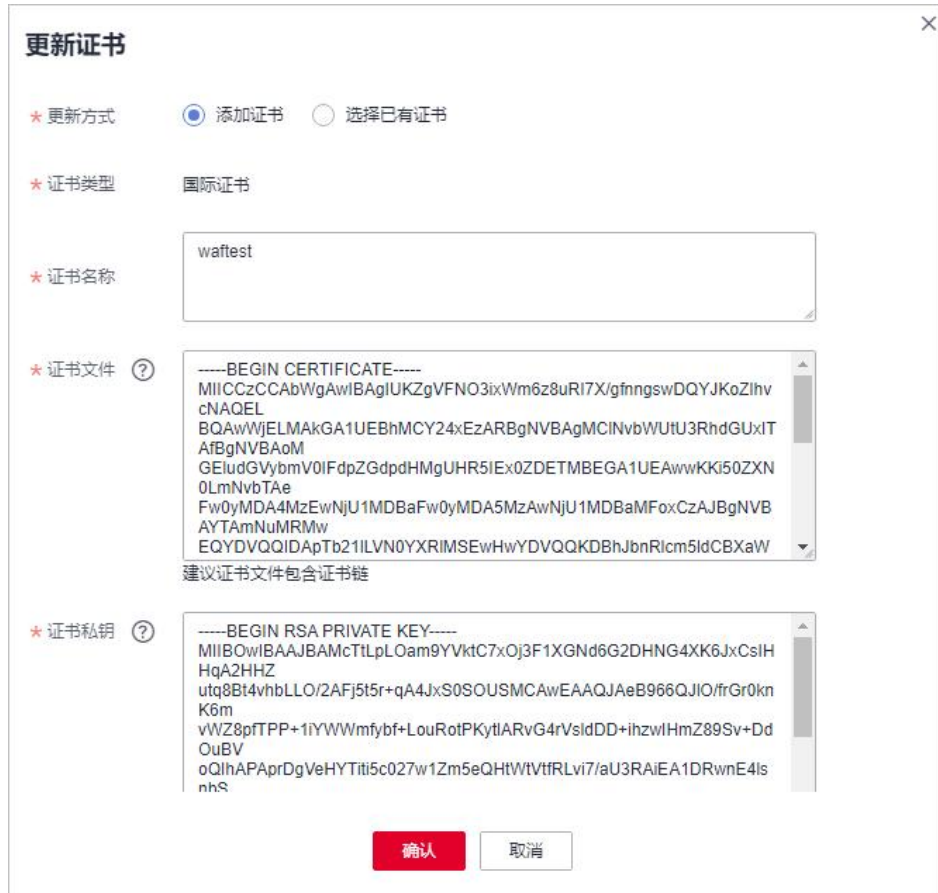 更新证书
* 更新方式 添加证书 选择已有证书
* 证书类型 国际证书
* 证书名称 waftest
* 证书文件 ?
-----BEGIN CERTIFICATE-----
MIICCzCCAbWgAwIBAgIUKZgVFNO3ixWm6z8uRI7X/gfnngswDQYJKoZIhv
cNAQEL
BQAwWjELMAkGA1UEBhMCY24xEzARBgNVBAgMClNvbWUtU3RhdGUxIT
AfBgNVBAoM
GEludGVybmV0IFdpZGdpdHMgUHR5IEx0ZDETMBEGA1UEAwwKKi50ZXN
0LmNvbTAe
Fw0yMDA4MzEwNjU1MDBaFw0yMDA5MzAwNjU1MDBaMFoxCzAJBgNVB
AYTAmNuMRMw
EQYDVQQIDApTb21lLVN0YXRlMSEwHwYDVQQKDBhJbnRlcm5ldCBXaW
建议证书文件包含证书链
* 证书私钥 ?
-----BEGIN RSA PRIVATE KEY-----
MIIBOwIBAAJBAMcTtLpLOam9YVktC7xOj3F1XGNd6G2DHNG4XK6JxCsIH
HqA2HHZ
utq8Bt4vhbLLO/2AFj5t5r+qA4JxS0SOUSMCAwEAAQJAeB966QJIO/frGr0kn
K6m
vWZ8pfTPP+1iYWWmfybf+LouRotPKytlARvG4rVsldDD+ihzwIHmZ89Sv+Dd
OuBV
oQIhAPAprDgVeHYTiti5c027w1Zm5eQHtWtVtfRLvi7/aU3RAiEA1DRwnE4Is
确认 取消